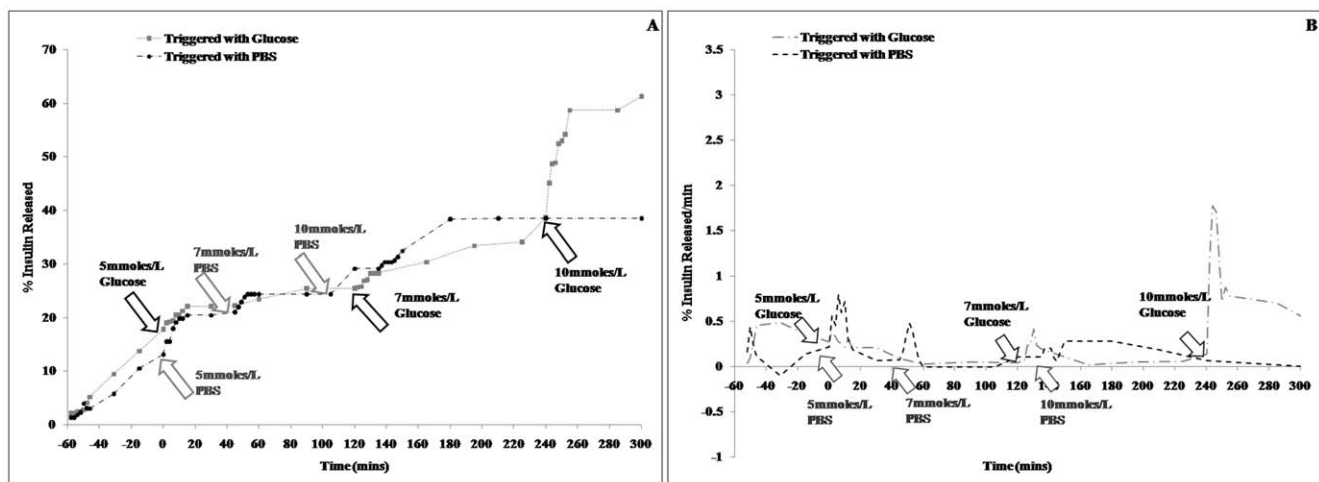 A
Triggered with Glucose
Triggered with PBS
70
60
50
40
30
20
10
0
% Insulin Released
5mmoles/L
Glucose
7mmoles/L
PBS
10mmoles/L
PBS
5mmoles/L
PBS
7mmoles/L
Glucose
10mmoles/L
Glucose
-60 -40 -20 0 20 40 60 80 100 120 140 160 180 200 220 240 260 280 300
Time (mins)
B
Triggered with Glucose
Triggered with PBS
3.5
3
2.5
2
1.5
1
0.5
0
-0.5
-1
% Insulin Released/min
5mmoles/L
Glucose
7mmoles/L
Glucose
10mmoles/L
Glucose
-60 -40 -20 0 20 40 60 80 100 120 140 160 180 200 220 240 260 280 300
5mmoles/L
PBS
7mmoles/L
PBS
10mmoles/L
PBS
Time (mins)